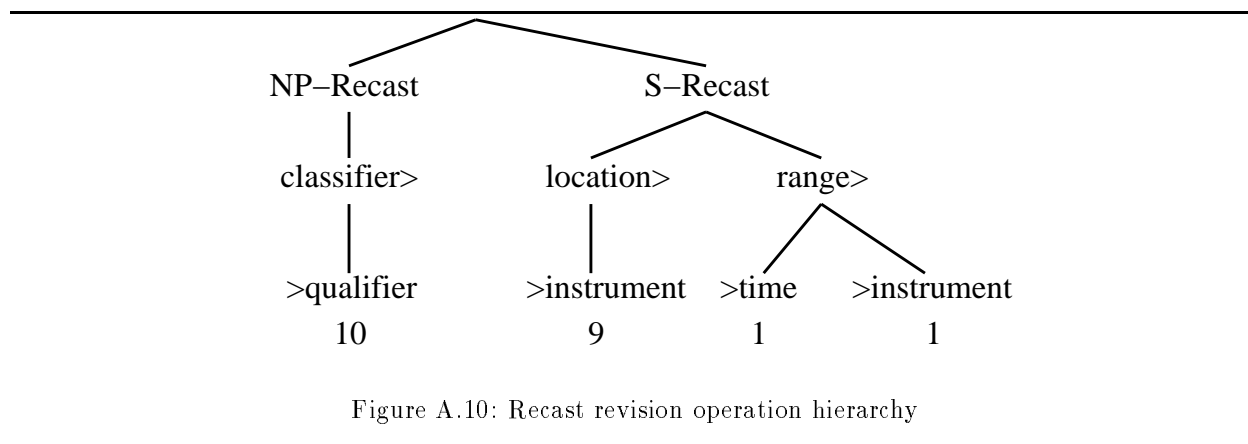 NP–Recast S–Recast
classifier> location> range>
>qualifier >instrument >time >instrument
10 9 1 1
Figure A.10: Recast revision operation hierarchy